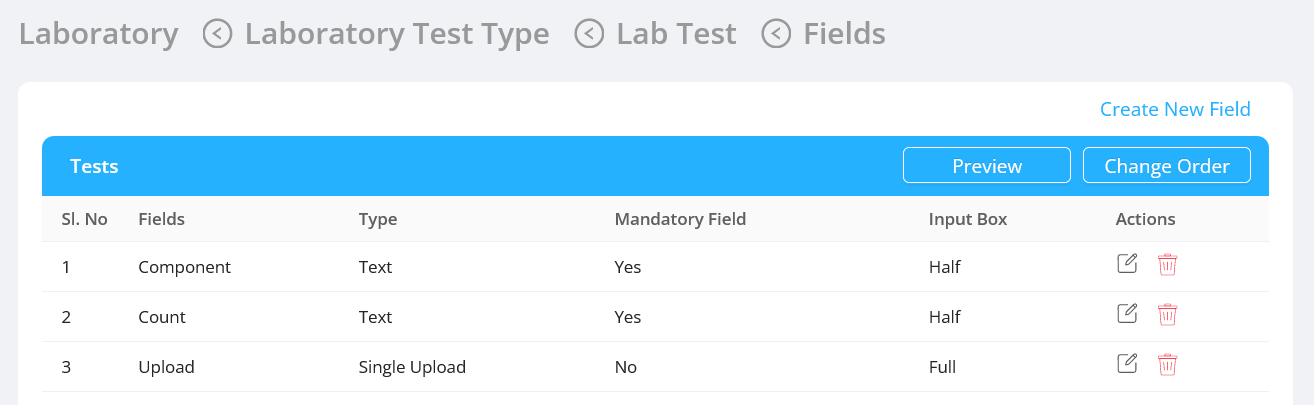 Laboratory < Laboratory Test Type < Lab Test < Fields
Create New Field
Tests Preview Change Order
Sl. No Fields Type Mandatory Field Input Box Actions
1 Component Text Yes Half
2 Count Text Yes Half
3 Upload Single Upload No Full